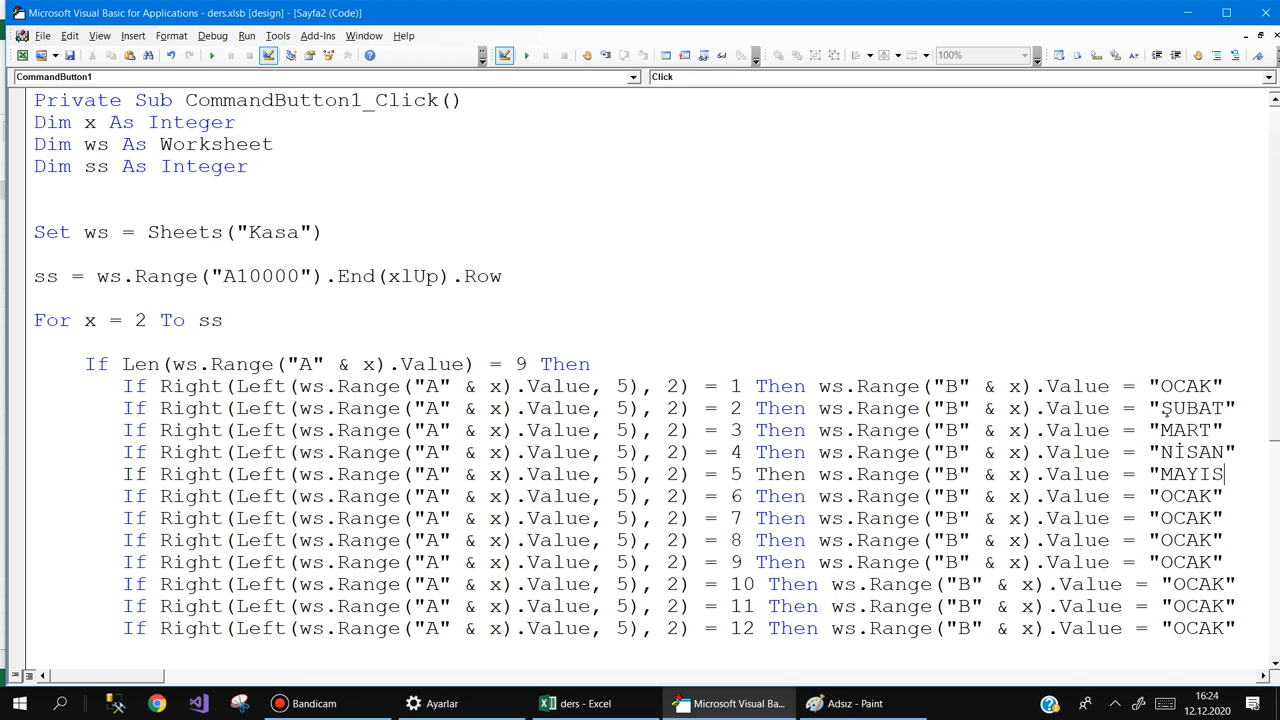 Microsoft Visual Basic for Applications - ders.xlsb [design] - [Sayfa2 (Code)]
File Edit View Insert Format Debug Run Tools Add-Ins Window Help
100%
CommandButton1 Click
Private Sub CommandButton1_Click()
Dim x As Integer
Dim ws As Worksheet
Dim ss As Integer
Set ws = Sheets("Kasa")
ss = ws.Range("A10000").End(xlUp).Row
For x = 2 To ss
If Len(ws.Range("A" & x).Value) = 9 Then
If Right(Left(ws.Range("A" & x).Value, 5), 2) = 1 Then ws.Range("B" & x).Value = "OCAK"
If Right(Left(ws.Range("A" & x).Value, 5), 2) = 2 Then ws.Range("B" & x).Value = "ŞUBAT"
If Right(Left(ws.Range("A" & x).Value, 5), 2) = 3 Then ws.Range("B" & x).Value = "MART"
If Right(Left(ws.Range("A" & x).Value, 5), 2) = 4 Then ws.Range("B" & x).Value = "NİSAN"
If Right(Left(ws.Range("A" & x).Value, 5), 2) = 5 Then ws.Range("B" & x).Value = "MAYIS
If Right(Left(ws.Range("A" & x).Value, 5), 2) = 6 Then ws.Range("B" & x).Value = "OCAK"
If Right(Left(ws.Range("A" & x).Value, 5), 2) = 7 Then ws.Range("B" & x).Value = "OCAK"
If Right(Left(ws.Range("A" & x).Value, 5), 2) = 8 Then ws.Range("B" & x).Value = "OCAK"
If Right(Left(ws.Range("A" & x).Value, 5), 2) = 9 Then ws.Range("B" & x).Value = "OCAK"
If Right(Left(ws.Range("A" & x).Value, 5), 2) = 10 Then ws.Range("B" & x).Value = "OCAK"
If Right(Left(ws.Range("A" & x).Value, 5), 2) = 11 Then ws.Range("B" & x).Value = "OCAK"
If Right(Left(ws.Range("A" & x).Value, 5), 2) = 12 Then ws.Range("B" & x).Value = "OCAK"
Bandicam Ayarlar ders - Excel Microsoft Visual Ba... Adsız - Paint
16:24
12.12.2020